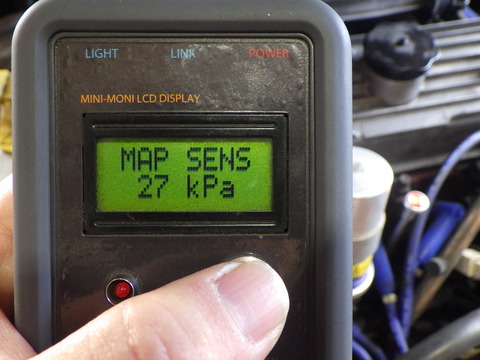 LIGHT LINK POWER
MINI-MONI LCD DISPLAY
MAP SENS
27 kPa